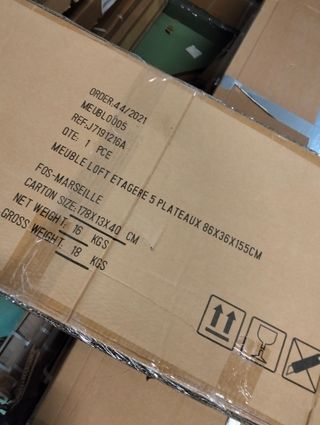 ORDER:44/2021
MEUBLO005
REF:J7191216A
QTE: 1 PCE
MEUBLE LOFT ETAGERE 5 PLATEAUX 86X36X155CM
FOS-MARSEILLE
CARTON SIZE:178X13X40 CM
NET WEIGHT: 16 KGS
GROSS WEIGHT: 18 KGS